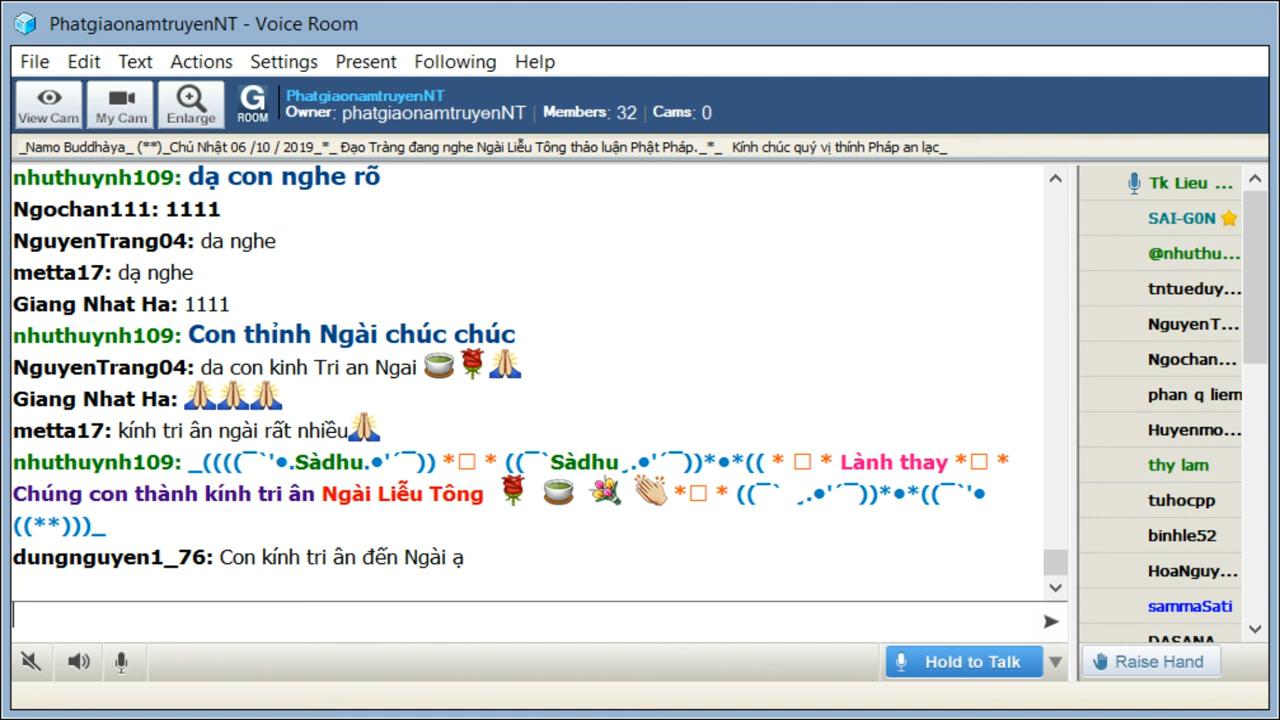 PhatgiaonamtruyenNT - Voice Room
File Edit Text Actions Settings Present Following Help
View Cam My Cam Enlarge G ROOM PhatgiaonamtruyenNT
Owner: phatgiaonamtruyenNT | Members: 32 | Cams: 0
_Namo Buddhàya_ (**)_Chủ Nhật 06 /10 / 2019_*_ Đạo Tràng đang nghe Ngài Liễu Tông thảo luận Phật Pháp._*_ Kính chúc quý vị thính Pháp an lạc_
nhuthuynh109: dạ con nghe rõ
Ngochan111: 1111
NguyenTrang04: da nghe
metta17: dạ nghe
Giang Nhat Ha: 1111
nhuthuynh109: Con thỉnh Ngài chúc chúc
NguyenTrang04: da con kinh Tri an Ngai 🍵🌹🙏
Giang Nhat Ha: 🙏🙏🙏
metta17: kính tri ân ngài rất nhiều🙏
nhuthuynh109: _((((¯`'●.Sàdhu.●'´¯)) *□ * ((¯`Sàdhu¸.●'´¯))*●*(( * □ * Lành thay *□ *
Chúng con thành kính tri ân Ngài Liễu Tông 🌹 🍵 💐 👏 *□ * ((¯` ¸.●'´¯))*●*((¯`'●
((**)))_
dungnguyen1_76: Con kính tri ân đến Ngài ạ
Tk Lieu ...
SAI-G0N
@nhuthu...
tntueduy...
NguyenT...
Ngochan...
phan q liem
Huyenmo...
thy lam
tuhocpp
binhle52
HoaNguy...
sammaSati
DASANA
Hold to Talk
Raise Hand